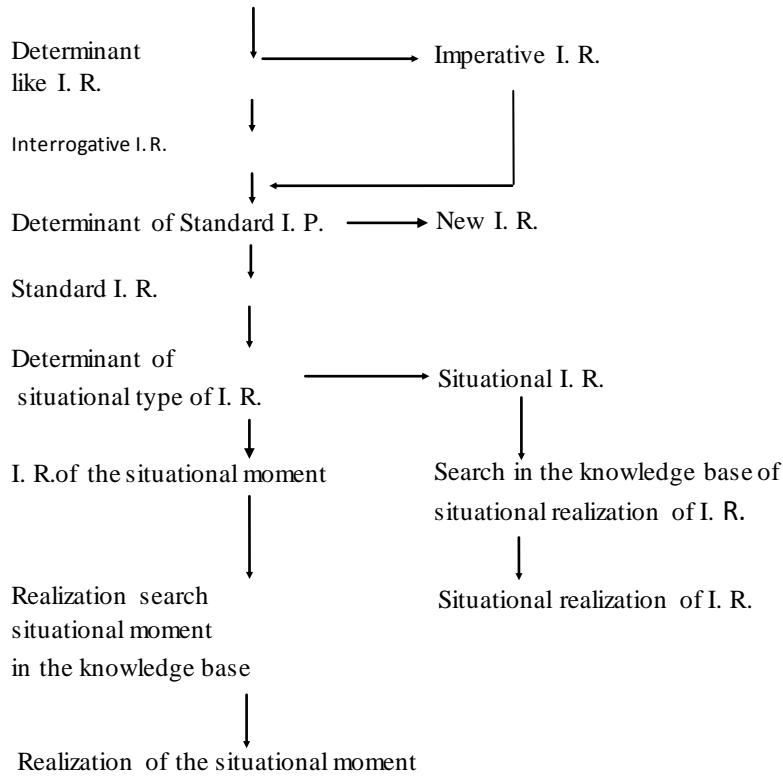 Determinant
like I. R.
Imperative I. R.
Interrogative I. R.
Determinant of Standard I. P.
New I. R.
Standard I. R.
Determinant of
situational type of I. R.
Situational I. R.
I. R.of the situational moment
Search in the knowledge base of
situational realization of I. R.
Realization search
situational moment
in the knowledge base
Situational realization of I. R.
Realization of the situational moment